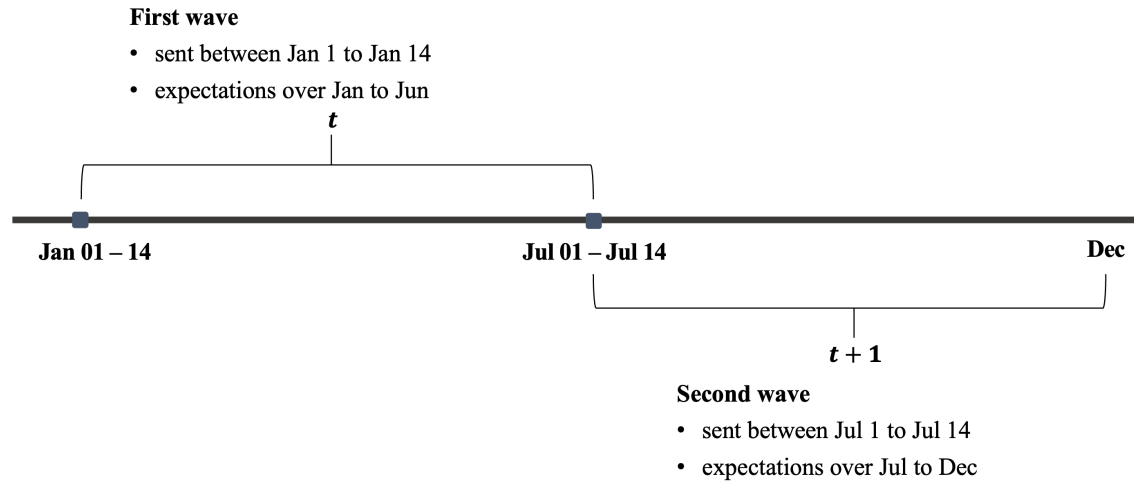 First wave
• sent between Jan 1 to Jan 14
• expectations over Jan to Jun
t
Jan 01 – 14
Jul 01 – Jul 14
Dec
t + 1
Second wave
• sent between Jul 1 to Jul 14
• expectations over Jul to Dec